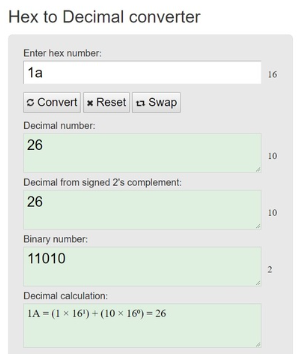 Hex to Decimal converter
Enter hex number:
1a
16
Convert Reset Swap
Decimal number:
26
10
Decimal from signed 2's complement:
26
10
Binary number:
11010
2
Decimal calculation:
1A = (1 × 16¹) + (10 × 16⁰) = 26